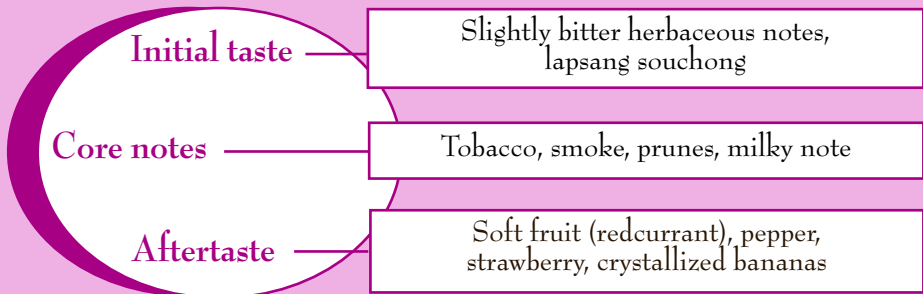 Initial taste
Slightly bitter herbaceous notes,
lapsang souchong
Core notes
Tobacco, smoke, prunes, milky note
Aftertaste
Soft fruit (redcurrant), pepper,
strawberry, crystallized bananas